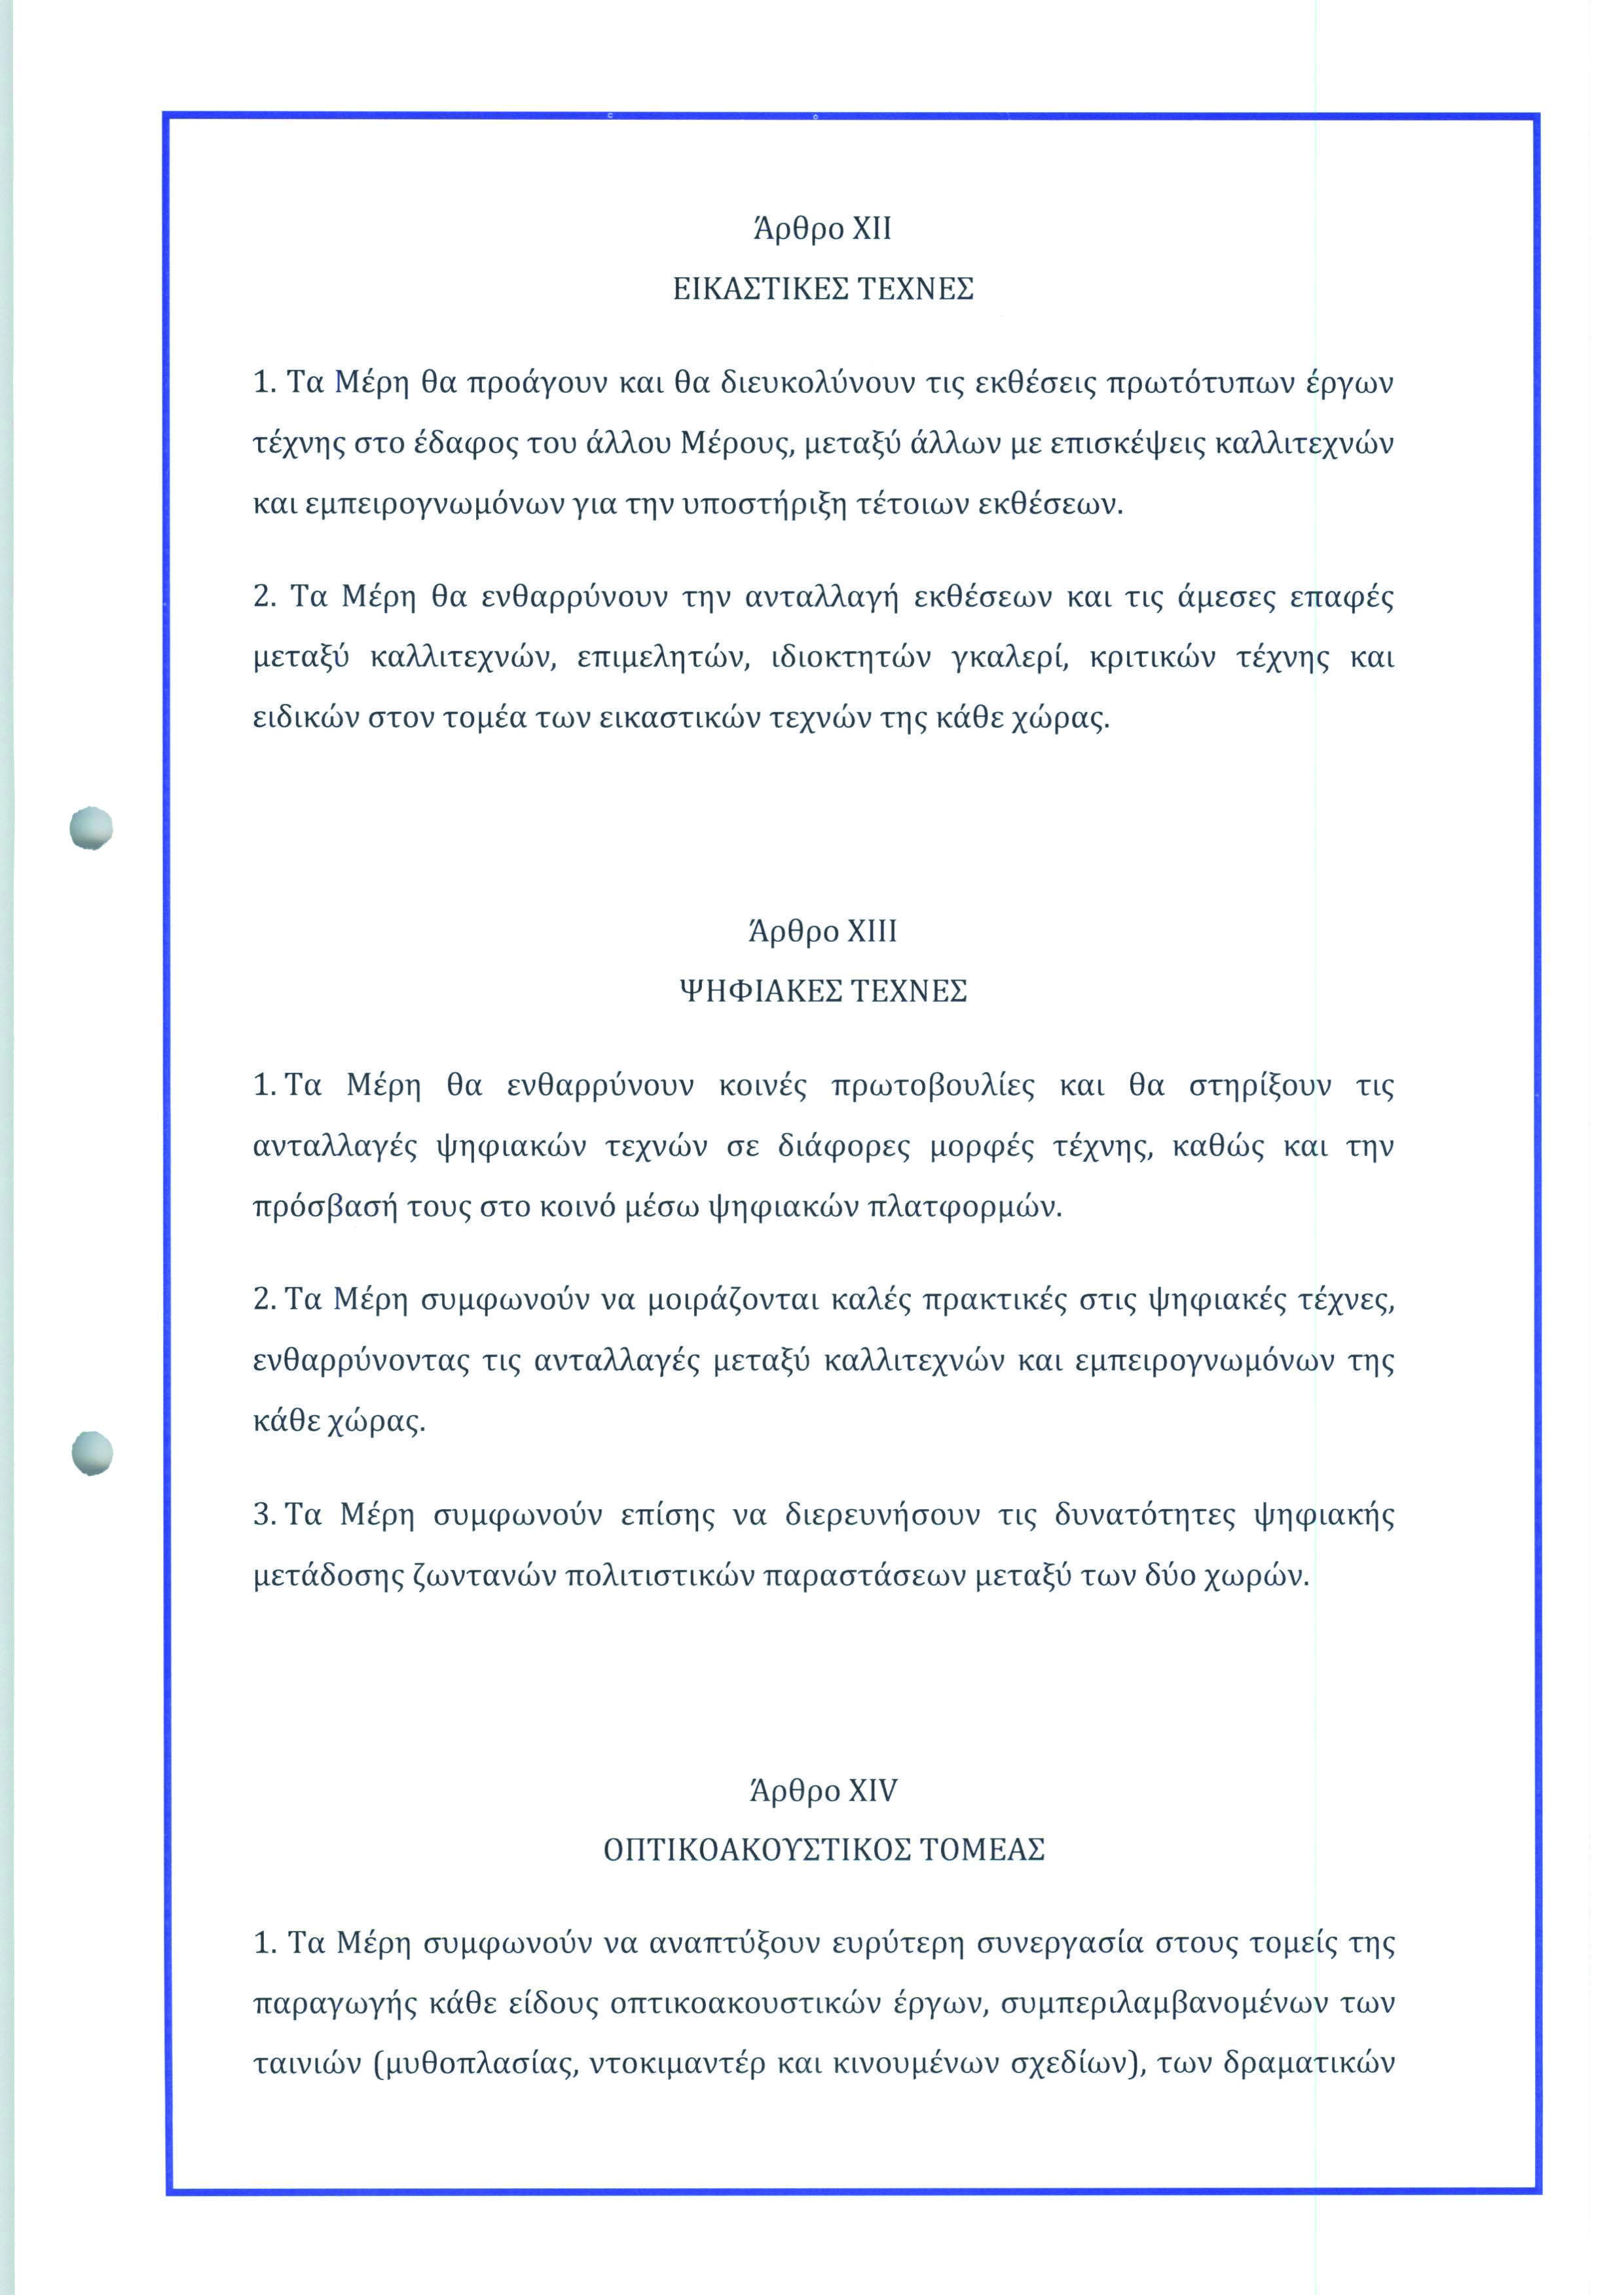 Άρθρο XII
ΕΙΚΑΣΤΙΚΕΣ ΤΕΧΝΕΣ
1. Τα Μέρη θα προάγουν και θα διευκολύνουν τις εκθέσεις πρωτότυπων έργων
τέχνης στο έδαφος του άλλου Μέρους, μεταξύ άλλων με επισκέψεις καλλιτεχνών
και εμπειρογνωμόνων για την υποστήριξη τέτοιων εκθέσεων.
2. Τα Μέρη θα ενθαρρύνουν την ανταλλαγή εκθέσεων και τις άμεσες επαφές
μεταξύ καλλιτεχνών, επιμελητών, ιδιοκτητών γκαλερί, κριτικών τέχνης και
ειδικών στον τομέα των εικαστικών τεχνών της κάθε χώρας.
Άρθρο XIII
ΨΗΦΙΑΚΕΣ ΤΕΧΝΕΣ
1. Τα Μέρη θα ενθαρρύνουν κοινές πρωτοβουλίες και θα στηρίξουν τις
ανταλλαγές ψηφιακών τεχνών σε διάφορες μορφές τέχνης, καθώς και την
πρόσβασή τους στο κοινό μέσω ψηφιακών πλατφορμών.
2. Τα Μέρη συμφωνούν να μοιράζονται καλές πρακτικές στις ψηφιακές τέχνες,
ενθαρρύνοντας τις ανταλλαγές μεταξύ καλλιτεχνών και εμπειρογνωμόνων της
κάθε χώρας.
3. Τα Μέρη συμφωνούν επίσης να διερευνήσουν τις δυνατότητες ψηφιακής
μετάδοσης ζωντανών πολιτιστικών παραστάσεων μεταξύ των δύο χωρών.
Άρθρο XIV
ΟΠΤΙΚΟΑΚΟΥΣΤΙΚΟΣ ΤΟΜΕΑΣ
1. Τα Μέρη συμφωνούν να αναπτύξουν ευρύτερη συνεργασία στους τομείς της
παραγωγής κάθε είδους οπτικοακουστικών έργων, συμπεριλαμβανομένων των
ταινιών (μυθοπλασίας, ντοκιμαντέρ και κινουμένων σχεδίων), των δραματικών